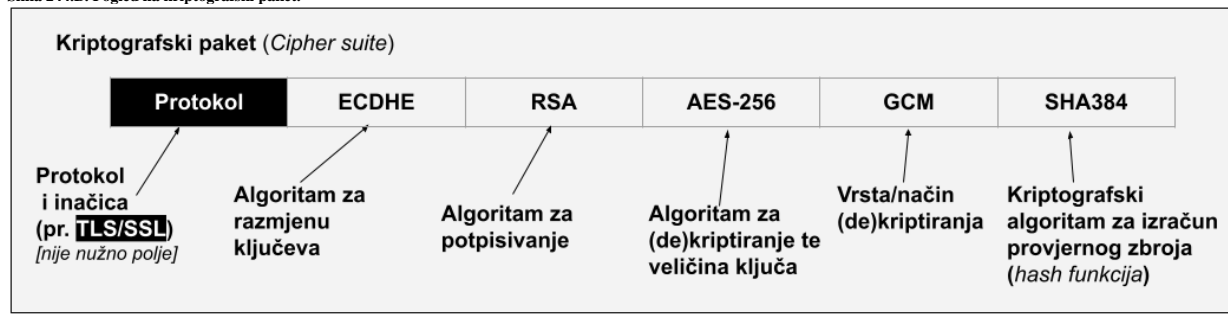 Kriptografski paket (Cipher suite)
Protokol ECDHE RSA AES-256 GCM SHA384
Protokol
i inačica
(pr. TLS/SSL)
[nije nužno polje]
Algoritam za
razmjenu
ključeva
Algoritam za
potpisivanje
Algoritam za
(de)kriptiranje te
veličina ključa
Vrsta/način
(de)kriptiranja
Kriptografski
algoritam za izračun
provjernog zbroja
(hash funkcija)